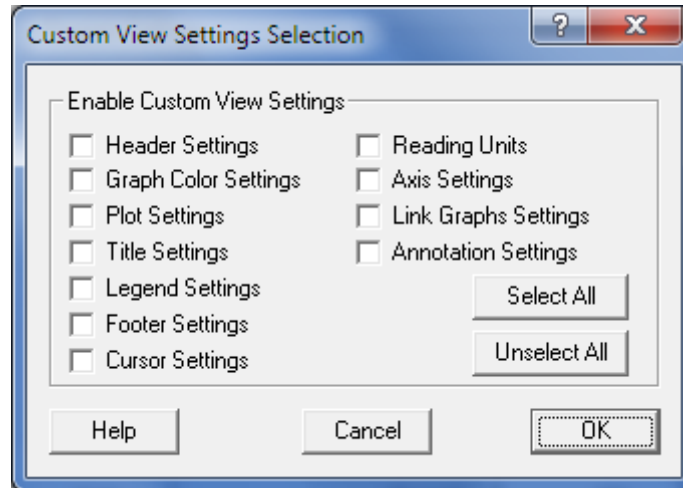 Custom View Settings Selection
?
X
Enable Custom View Settings
Header Settings
Graph Color Settings
Plot Settings
Title Settings
Legend Settings
Footer Settings
Cursor Settings
Reading Units
Axis Settings
Link Graphs Settings
Annotation Settings
Select All
Unselect All
Help
Cancel
OK